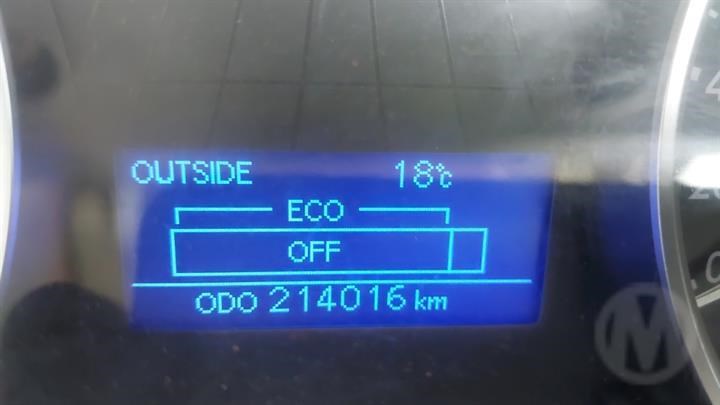 OUTSIDE 18℃
ECO
OFF
ODO 214016 km
M